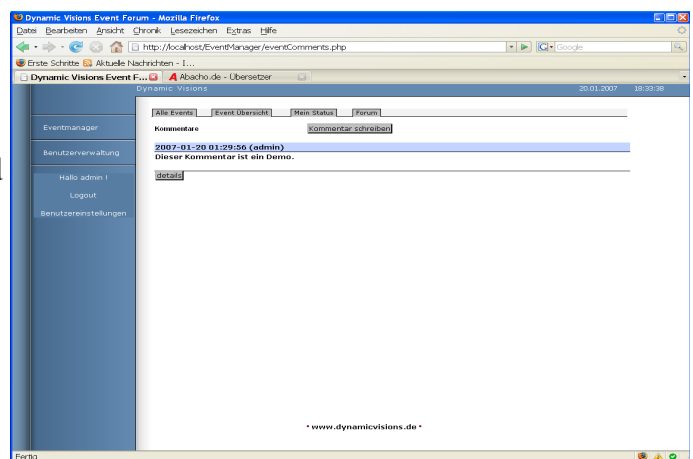 Dynamic Visions Event Forum - Mozilla Firefox
Datei Bearbeiten Ansicht Chronik Lesezeichen Extras Hilfe
http://localhost/EventManager/eventComments.php
Google
Erste Schritte Aktuelle Nachrichten - I...
Dynamic Visions Event F... Abacho.de - Übersetzer
Dynamic Visions 20.01.2007 18:33:38
Alle Events Event Übersicht Mein Status Forum
Eventmanager
Kommentare Kommentar schreiben
2007-01-20 01:29:56 (admin)
Benutzerverwaltung
Dieser Kommentar ist ein Demo.
details
Hallo admin !
Logout
Benutzereinstellungen
• www.dynamicvisions.de •
Fertig